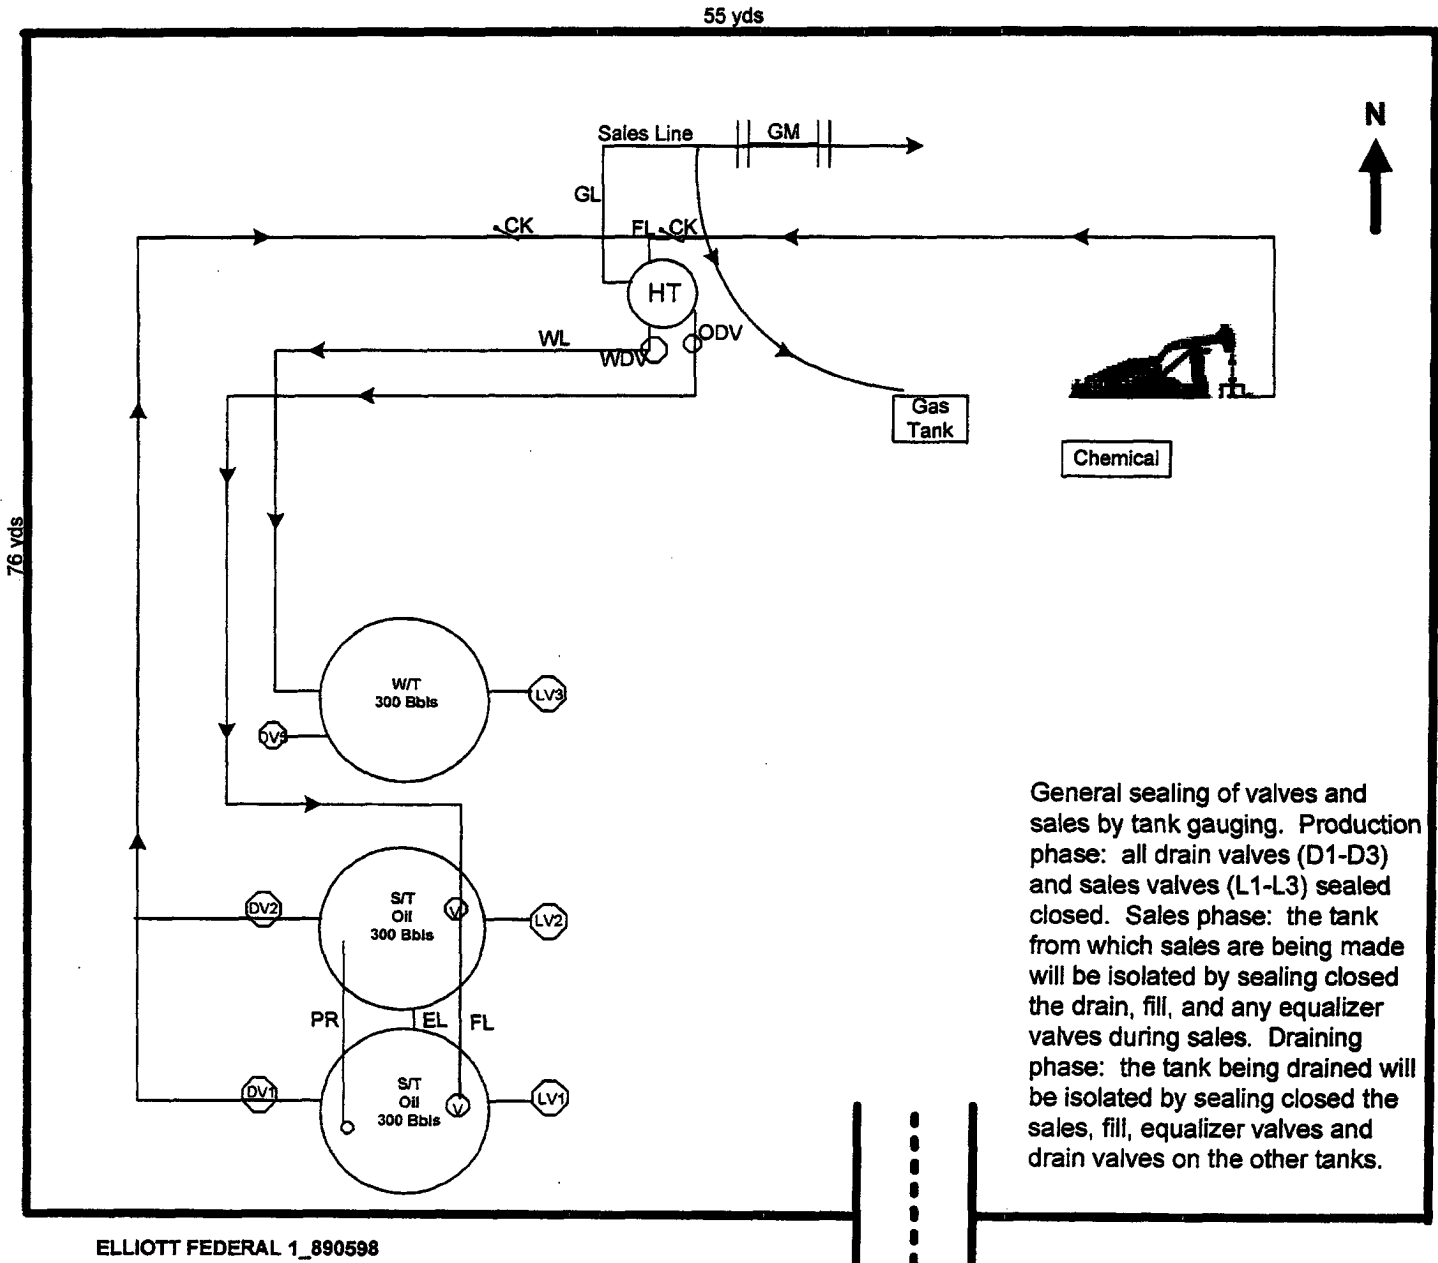 55 yds
N
Sales Line
GM
GL
CK
FL
CK
HT
ODV
WL
WDV
Gas
Tank
Chemical
76 yds
W/T
300 Bbls
LV3
General sealing of valves and
sales by tank gauging. Production
phase: all drain valves (D1-D3)
and sales valves (L1-L3) sealed
closed. Sales phase: the tank
from which sales are being made
will be isolated by sealing closed
the drain, fill, and any equalizer
valves during sales. Draining
phase: the tank being drained will
be isolated by sealing closed the
sales, fill, equalizer valves and
drain valves on the other tanks.
DV2
S/T
Oil
300 Bbls
V
LV2
PR
EL
FL
DV1
S/T
Oil
300 Bbls
V
LV1
ELLIOTT FEDERAL 1_890598